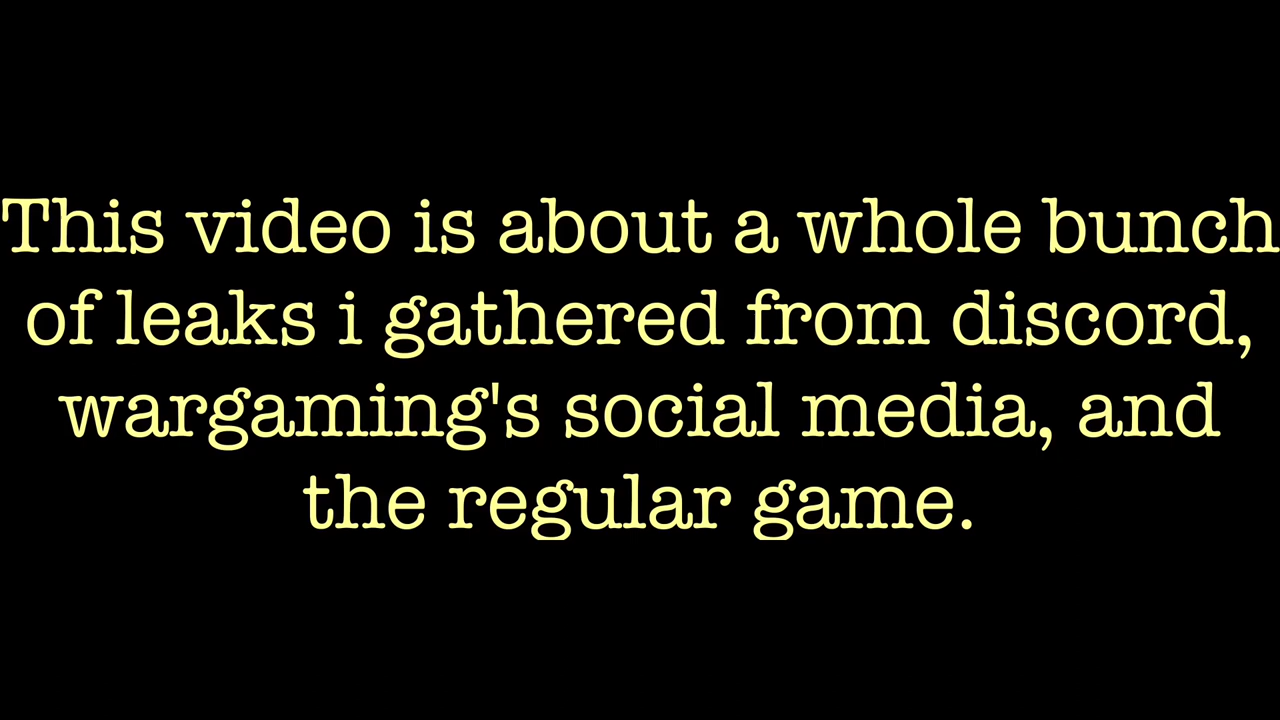 This video is about a whole bunch
of leaks i gathered from discord,
wargaming's social media, and
the regular game.